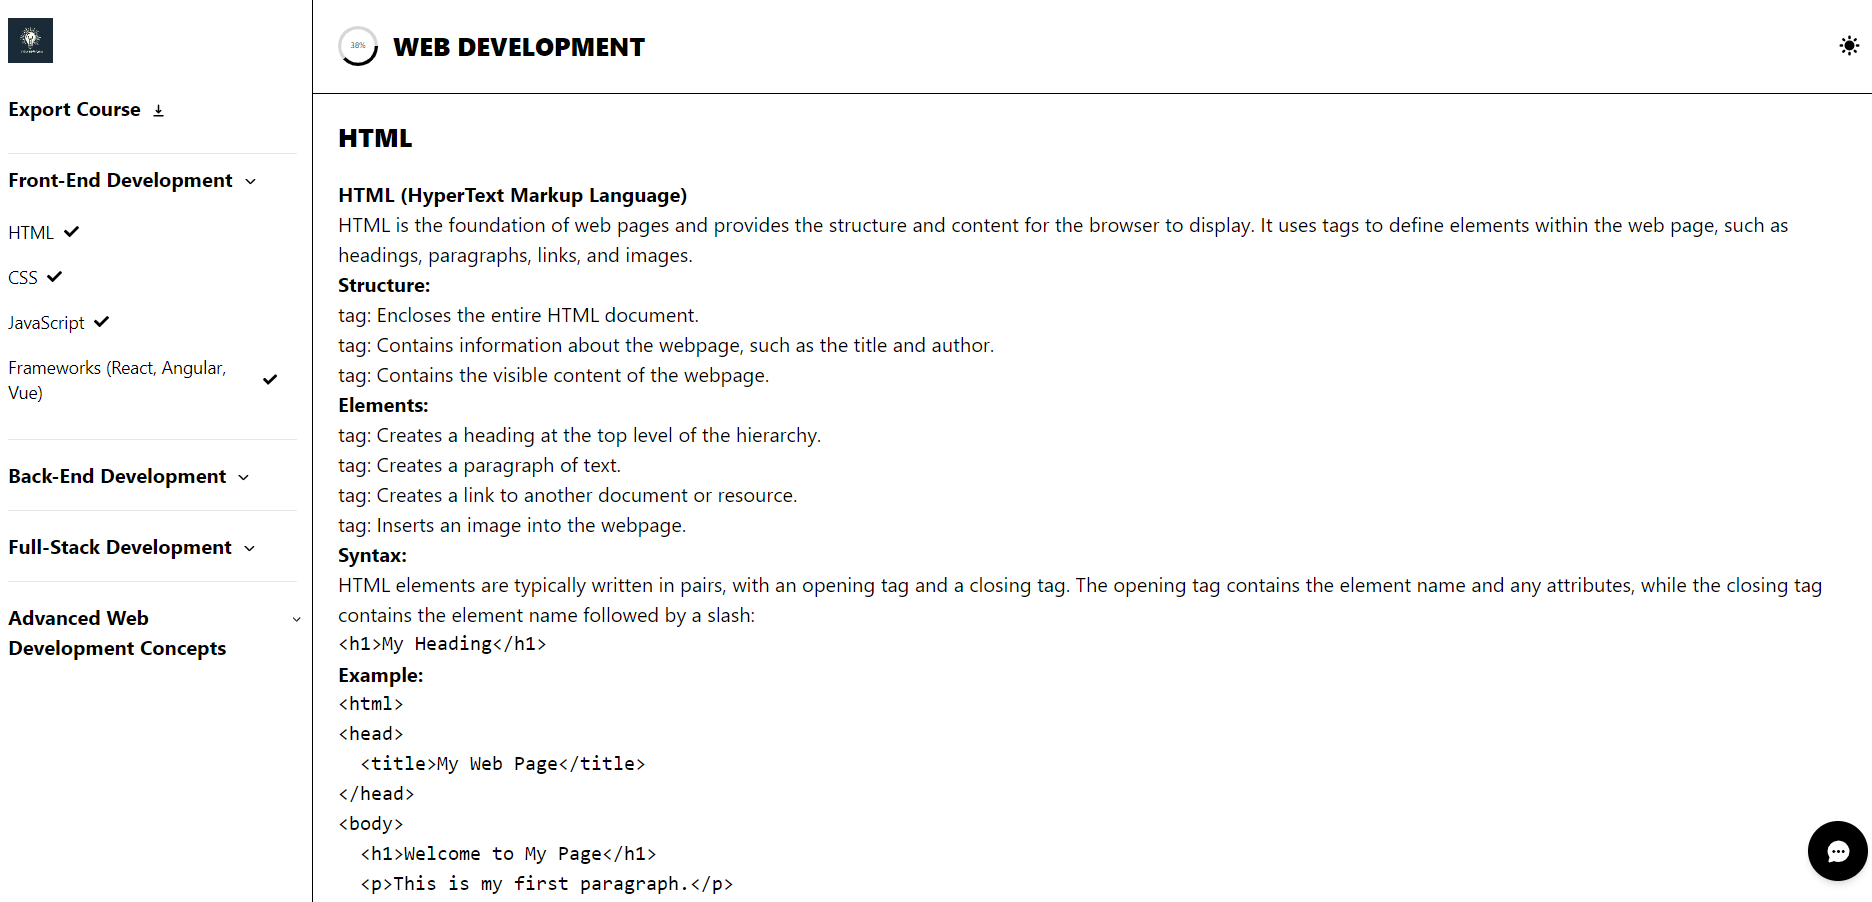 Export Course
Front-End Development
HTML
CSS
JavaScript
Frameworks (React, Angular,
Vue)
Back-End Development
Full-Stack Development
Advanced Web
Development Concepts
38%
WEB DEVELOPMENT
HTML
HTML (HyperText Markup Language)
HTML is the foundation of web pages and provides the structure and content for the browser to display. It uses tags to define elements within the web page, such as
headings, paragraphs, links, and images.
Structure:
tag: Encloses the entire HTML document.
tag: Contains information about the webpage, such as the title and author.
tag: Contains the visible content of the webpage.
Elements:
tag: Creates a heading at the top level of the hierarchy.
tag: Creates a paragraph of text.
tag: Creates a link to another document or resource.
tag: Inserts an image into the webpage.
Syntax:
HTML elements are typically written in pairs, with an opening tag and a closing tag. The opening tag contains the element name and any attributes, while the closing tag
contains the element name followed by a slash:
<h1>My Heading</h1>
Example:
<html>
<head>
  <title>My Web Page</title>
</head>
<body>
  <h1>Welcome to My Page</h1>
  <p>This is my first paragraph.</p>